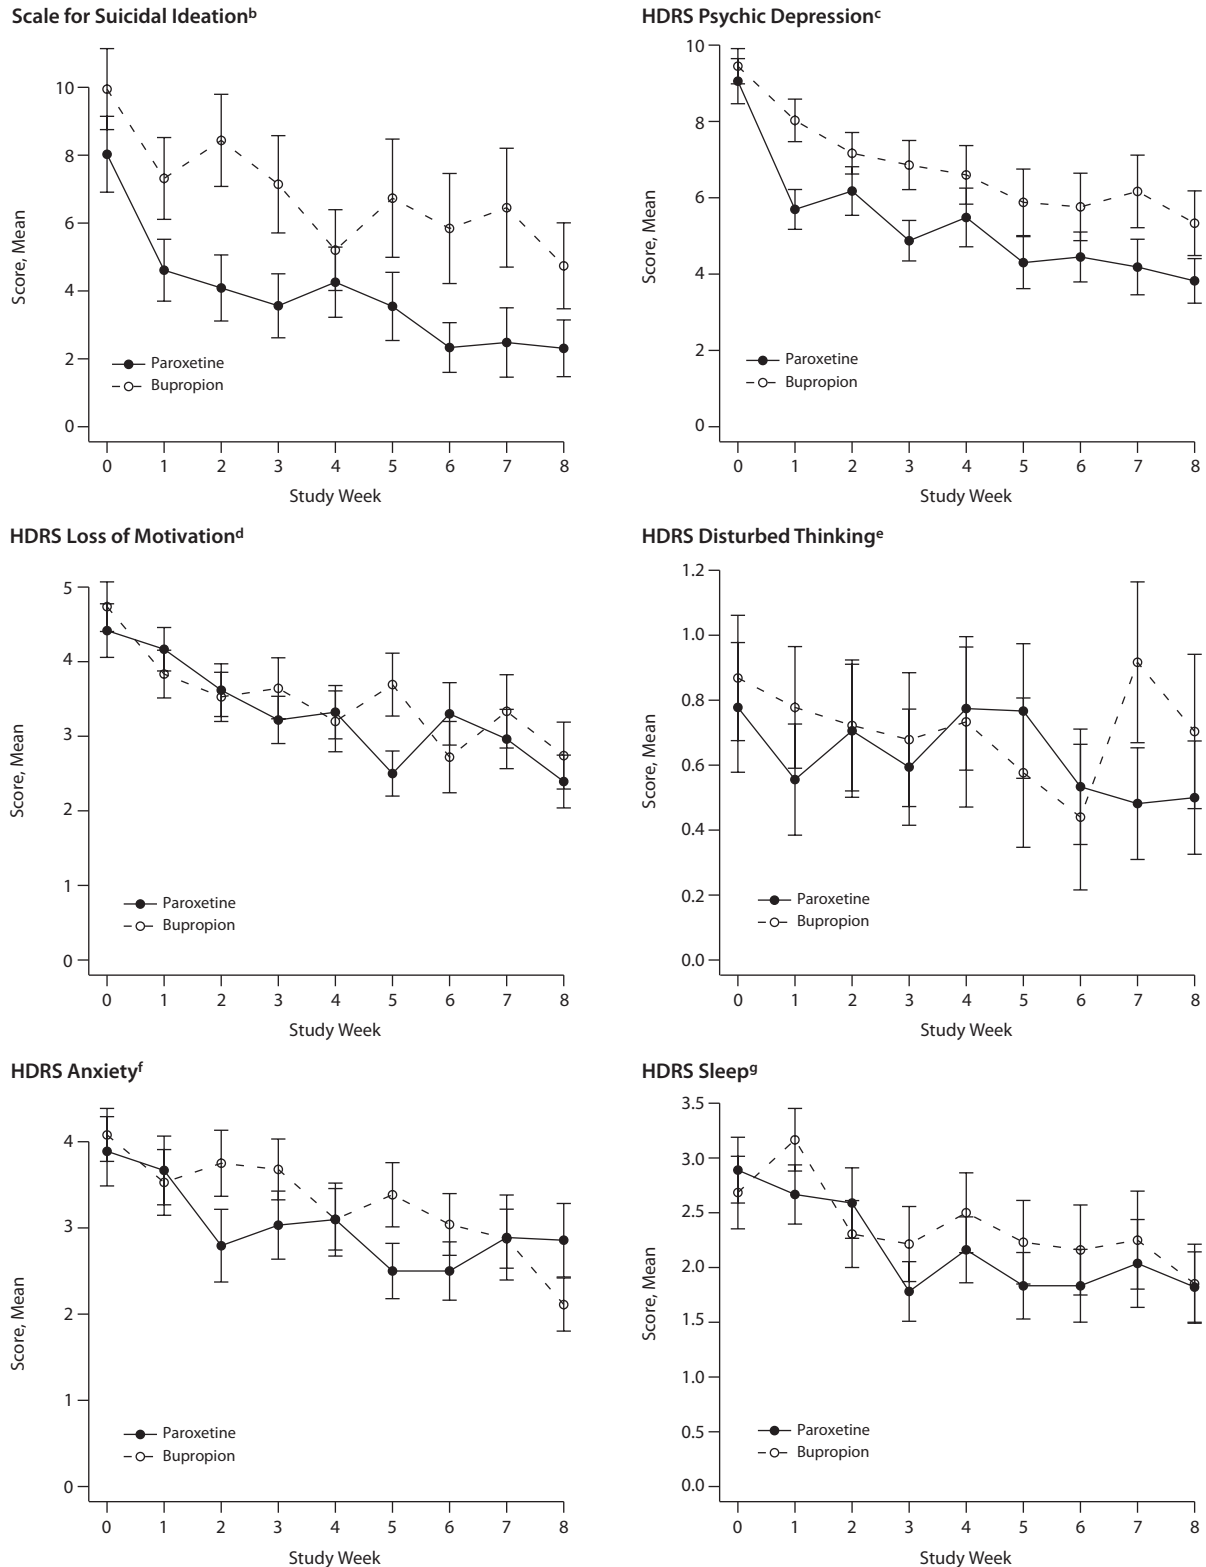 Scale for Suicidal Ideationᵇ
10
8
6
4
2
0
Score, Mean
Paroxetine
Bupropion
0 1 2 3 4 5 6 7 8
Study Week
HDRS Psychic Depressionᶜ
10
8
6
4
2
0
Score, Mean
Paroxetine
Bupropion
0 1 2 3 4 5 6 7 8
Study Week
HDRS Loss of Motivationᵈ
5
4
3
2
1
0
Score, Mean
Paroxetine
Bupropion
0 1 2 3 4 5 6 7 8
Study Week
HDRS Disturbed Thinkingᵉ
1.2
1.0
0.8
0.6
0.4
0.2
0.0
Score, Mean
Paroxetine
Bupropion
0 1 2 3 4 5 6 7 8
Study Week
HDRS Anxietyᶠ
4
3
2
1
0
Score, Mean
Paroxetine
Bupropion
0 1 2 3 4 5 6 7 8
Study Week
HDRS Sleepᵍ
3.5
3.0
2.5
2.0
1.5
1.0
0.5
0.0
Score, Mean
Paroxetine
Bupropion
0 1 2 3 4 5 6 7 8
Study Week